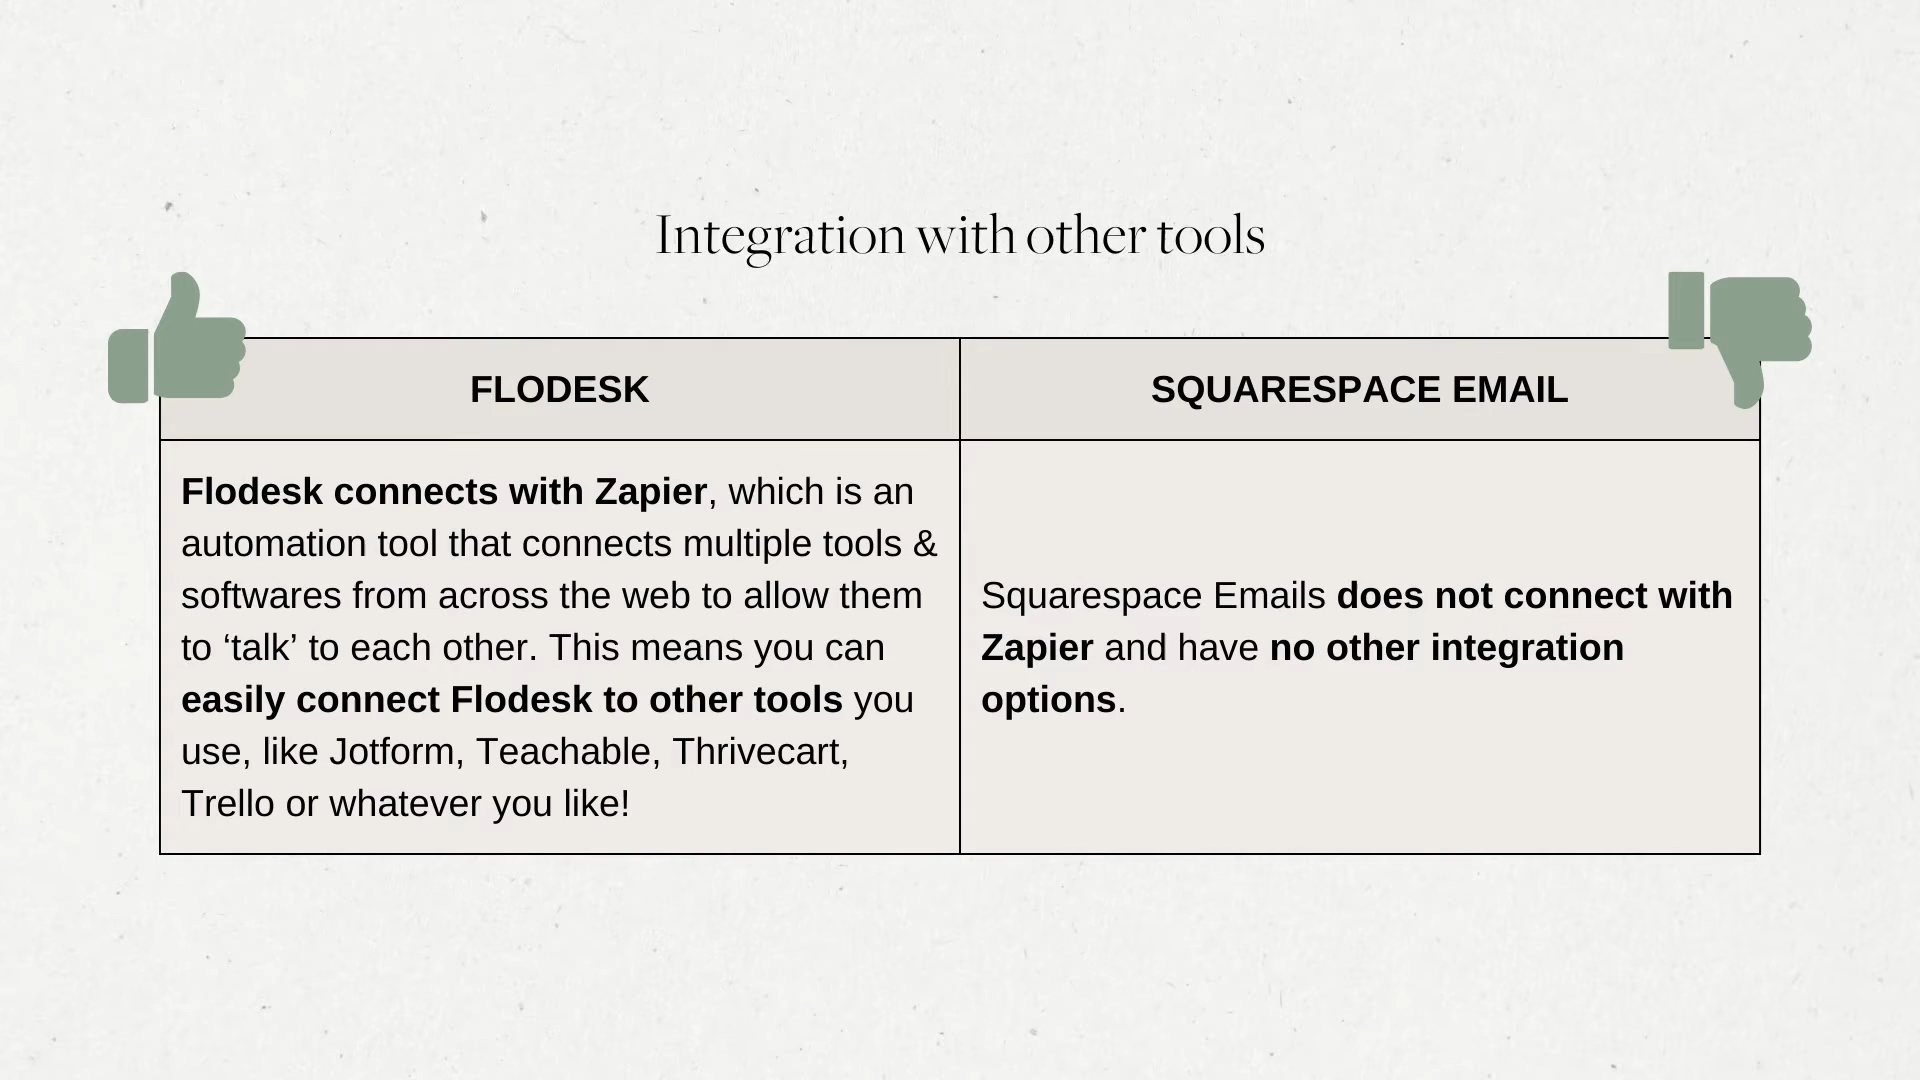 Integration with other tools
FLODESK
SQUARESPACE EMAIL
Flodesk connects with Zapier, which is an
automation tool that connects multiple tools &
softwares from across the web to allow them
to ‘talk’ to each other. This means you can
easily connect Flodesk to other tools you
use, like Jotform, Teachable, Thrivecart,
Trello or whatever you like!
Squarespace Emails does not connect with
Zapier and have no other integration
options.